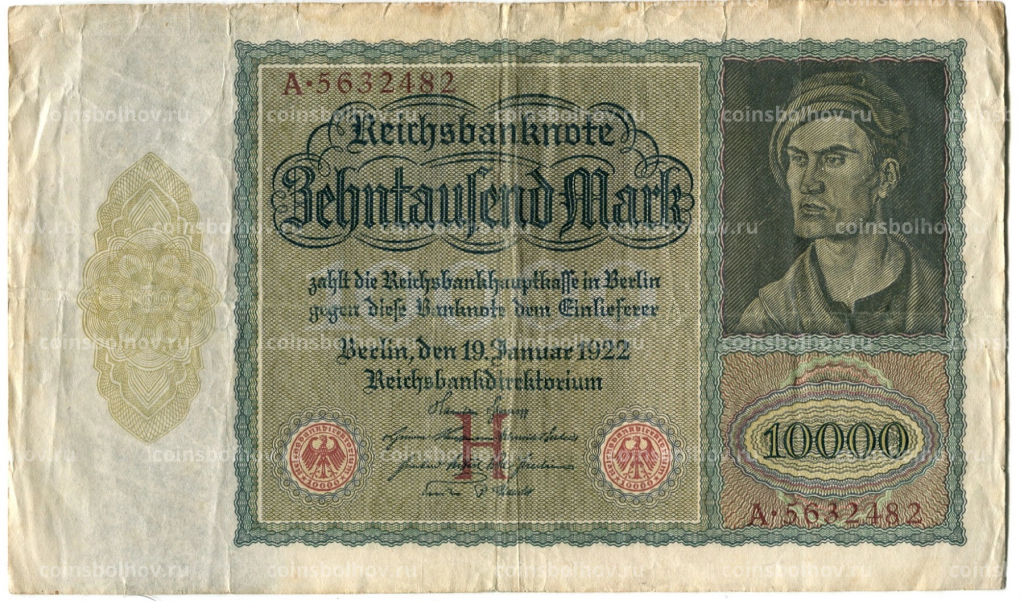 A·5632482
Reichsbanknote
Zehntausend Mark
zahlt die Reichsbankhauptkasse in Berlin
gegen diese Banknote dem Einlieferer
Berlin, den 19. Januar 1922
Reichsbankdirektorium
H
10000
A·5632482
coinsbolhov.ru